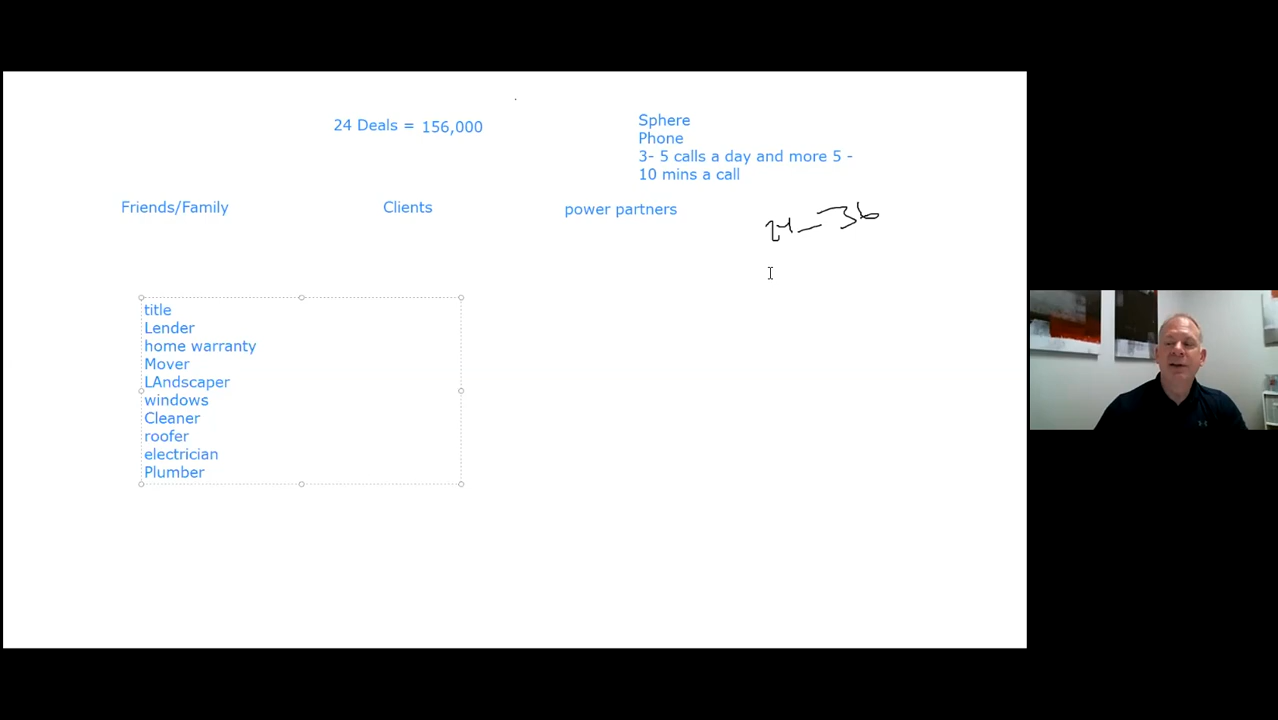 24 Deals = 156,000
Sphere
Phone
3- 5 calls a day and more 5 -
10 mins a call
Friends/Family
Clients
power partners
24 - 36
title
Lender
home warranty
Mover
LAndscaper
windows
Cleaner
roofer
electrician
Plumber